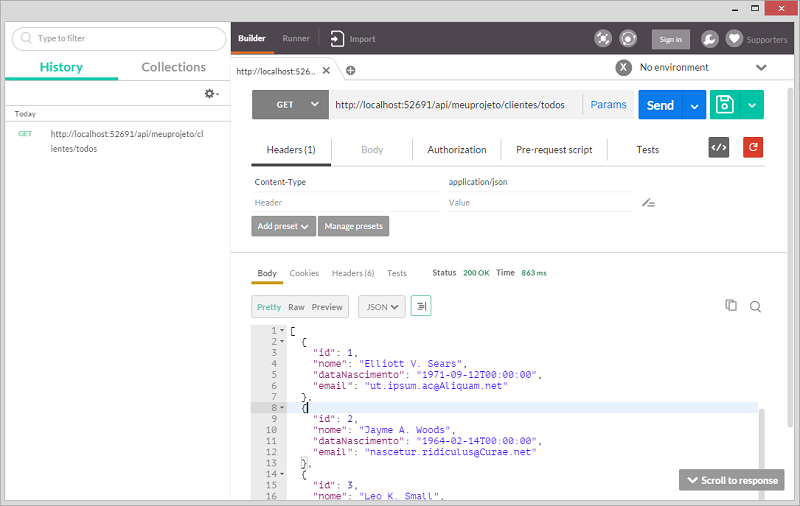 Type to filter
History Collections
Today
GET http://localhost:52691/api/meuprojeto/cl
ientes/todos
Builder Runner Import Sign in Supporters
http://localhost:526... No environment
GET http://localhost:52691/api/meuprojeto/clientes/todos Params Send
Headers (1) Body Authorization Pre-request script Tests
Content-Type application/json
Header Value
Add preset Manage presets
Body Cookies Headers (6) Tests Status 200 OK Time 863 ms
Pretty Raw Preview JSON
1 [
2 {
3 "id": 1,
4 "nome": "Elliott V. Sears",
5 "dataNascimento": "1971-09-12T00:00:00",
6 "email": "ut.ipsum.ac@Aliquam.net"
7 },
8 {
9 "id": 2,
10 "nome": "Jayme A. Woods",
11 "dataNascimento": "1964-02-14T00:00:00",
12 "email": "nascetur.ridiculus@Curae.net"
13 },
14 {
15 "id": 3,
16 "nome": "Leo K. Small",
Scroll to response